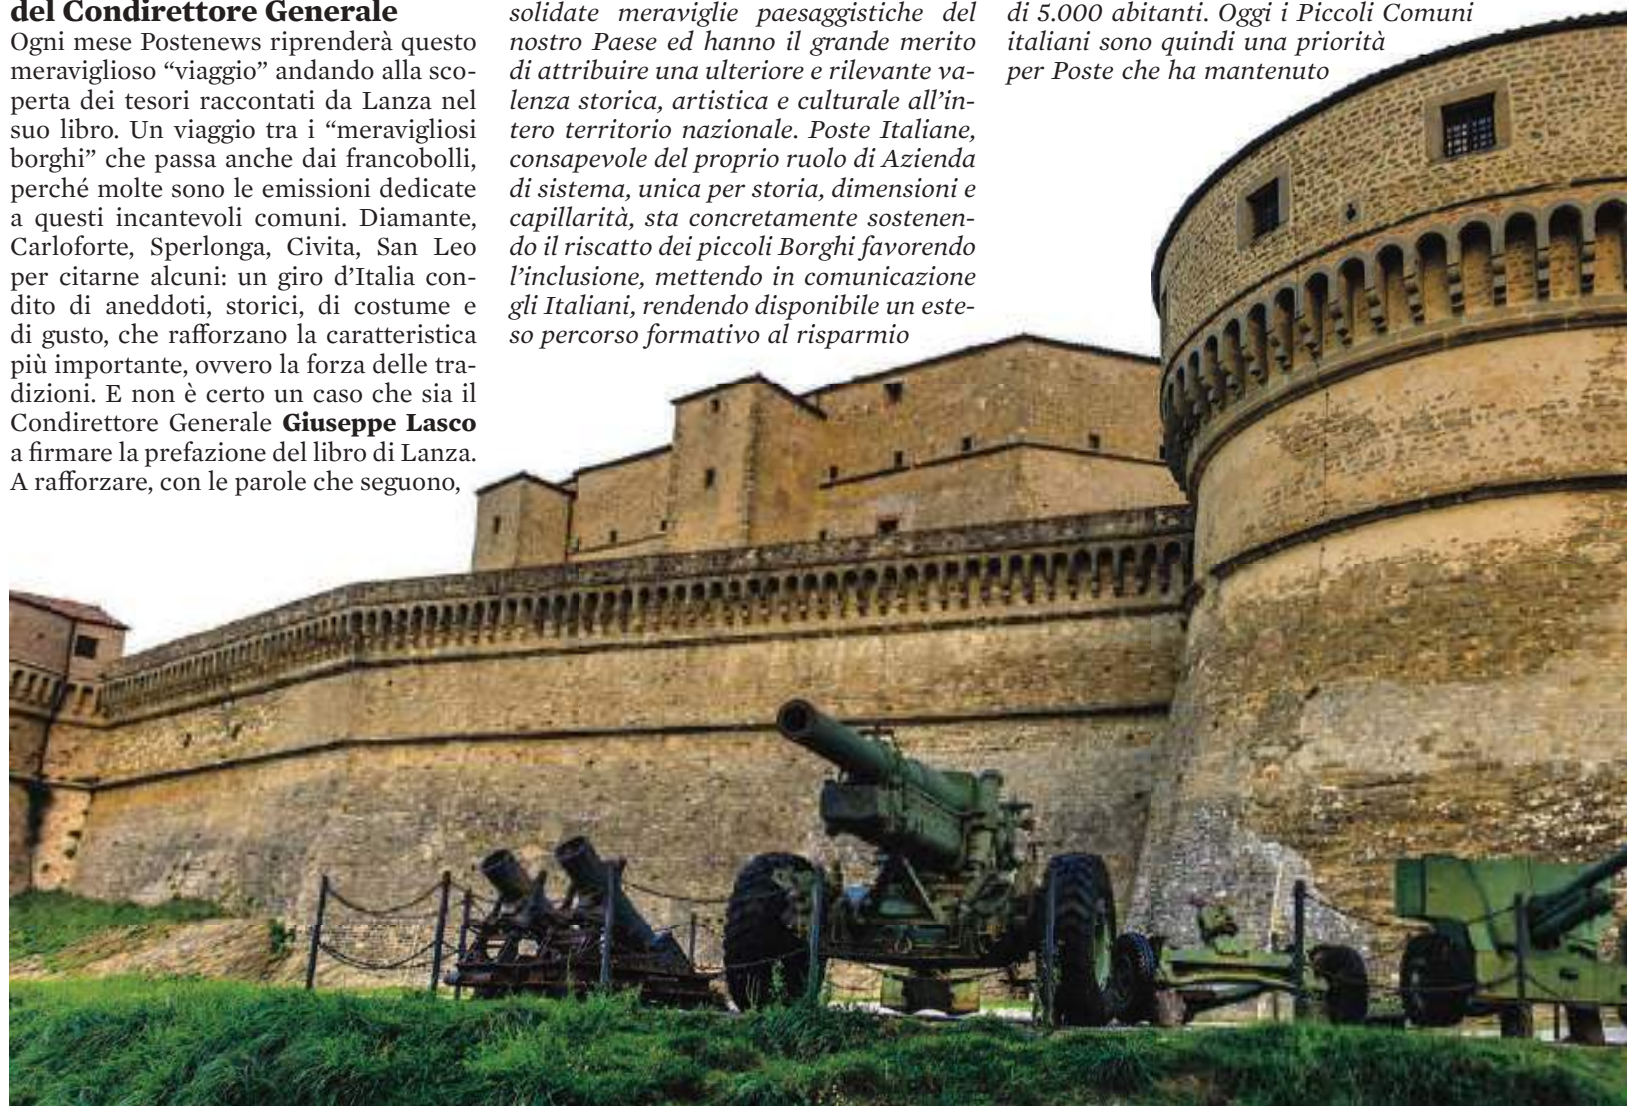 del Condirettore Generale
Ogni mese Postenews riprenderà questo
meraviglioso “viaggio” andando alla sco-
perta dei tesori raccontati da Lanza nel
suo libro. Un viaggio tra i “meravigliosi
borghi” che passa anche dai francobolli,
perché molte sono le emissioni dedicate
a questi incantevoli comuni. Diamante,
Carloforte, Sperlonga, Civita, San Leo
per citarne alcuni: un giro d’Italia con-
dito di aneddoti, storici, di costume e
di gusto, che rafforzano la caratteristica
più importante, ovvero la forza delle tra-
dizioni. E non è certo un caso che sia il
Condirettore Generale Giuseppe Lasco
a firmare la prefazione del libro di Lanza.
A rafforzare, con le parole che seguono,
solidate meraviglie paesaggistiche del
nostro Paese ed hanno il grande merito
di attribuire una ulteriore e rilevante va-
lenza storica, artistica e culturale all’in-
tero territorio nazionale. Poste Italiane,
consapevole del proprio ruolo di Azienda
di sistema, unica per storia, dimensioni e
capillarità, sta concretamente sostenen-
do il riscatto dei piccoli Borghi favorendo
l’inclusione, mettendo in comunicazione
gli Italiani, rendendo disponibile un este-
so percorso formativo al risparmio
di 5.000 abitanti. Oggi i Piccoli Comuni
italiani sono quindi una priorità
per Poste che ha mantenuto